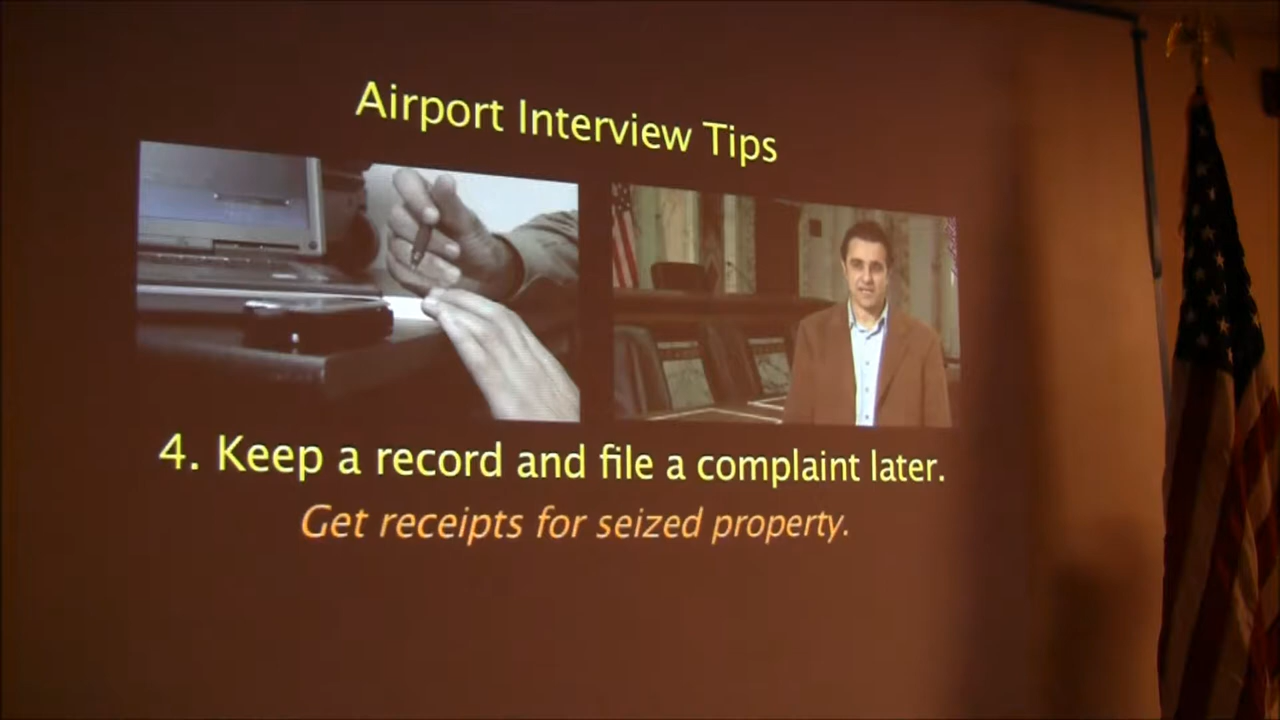 Airport Interview Tips
4. Keep a record and file a complaint later.
Get receipts for seized property.